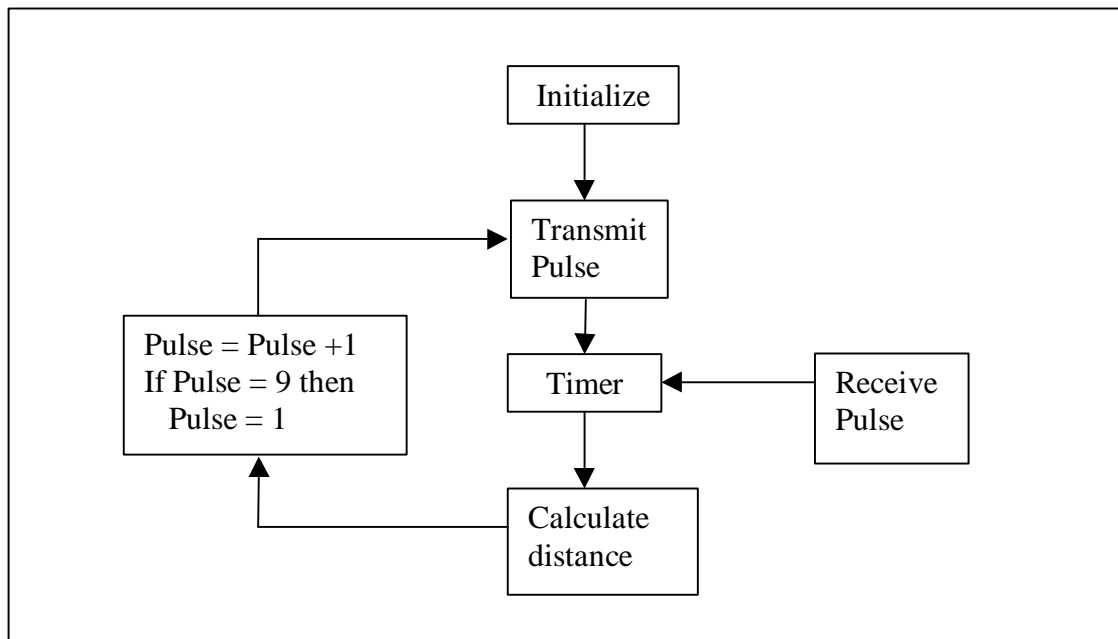 Initialize
Transmit
Pulse
Pulse = Pulse +1
If Pulse = 9 then
Pulse = 1
Timer
Receive
Pulse
Calculate
distance